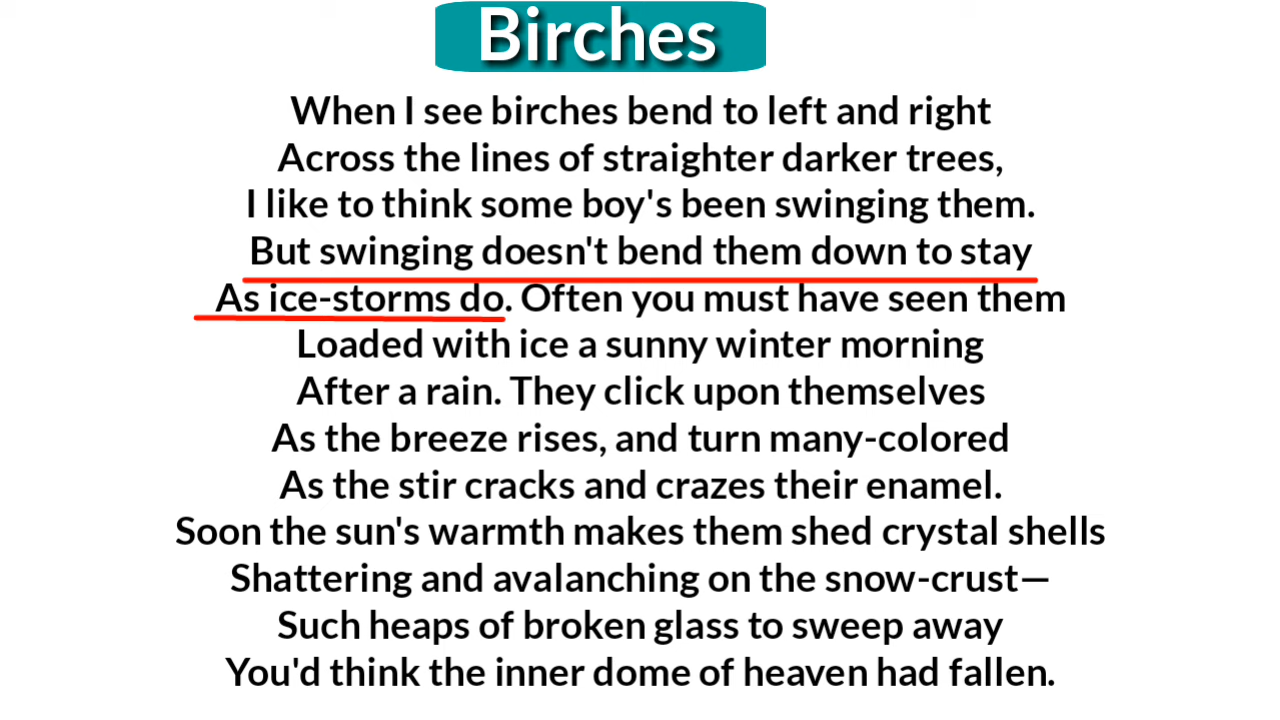 Birches
When I see birches bend to left and right
Across the lines of straighter darker trees,
I like to think some boy's been swinging them.
But swinging doesn't bend them down to stay
As ice-storms do. Often you must have seen them
Loaded with ice a sunny winter morning
After a rain. They click upon themselves
As the breeze rises, and turn many-colored
As the stir cracks and crazes their enamel.
Soon the sun's warmth makes them shed crystal shells
Shattering and avalanching on the snow-crust—
Such heaps of broken glass to sweep away
You'd think the inner dome of heaven had fallen.